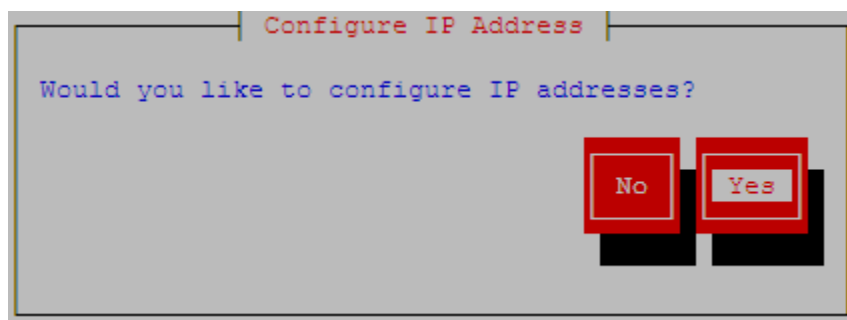 Configure IP Address
Would you like to configure IP addresses?
No Yes